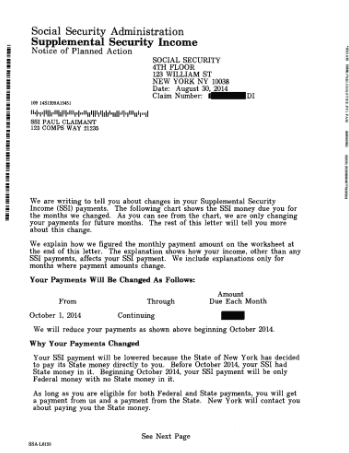 Social Security Administration
Supplemental Security Income
Notice of Planned Action
SOCIAL SECURITY
4TH FLOOR
123 WILLIAM ST
NEW YORK NY 10038
Date: August 30, 2014
Claim Number: DI
SSI PAUL CLAIMANT
123 COMPS WAY 21235
We are writing to tell you about changes in your Supplemental
Security Income (SSI) payments. The following chart shows the SSI money due you for
the months we changed. As you can see from the chart, we are only changing
your payments for future months. The rest of this letter will tell you more
about this change.
We explain how we figured the monthly payment amount on the worksheet at
the end of this letter. The explanation shows how your income, other than any
SSI payments, affects your SSI payment. We include explanations only for
months where payment amounts change.
Your Payments Will Be Changed As Follows:
Amount
From Through Due Each Month
October 1, 2014 Continuing
We will reduce your payments as shown above beginning October 2014.
Why Your Payments Changed
Your SSI payment will be lowered because the State of New York has decided
to pay its State money directly to you. Before October 2014, your SSI had
State money in it. Beginning October 2014, your SSI payment will be only
Federal money with no State money in it.
As long as you are eligible for both Federal and State payments, you will get
a payment from us and a payment from the State. New York will contact you
about paying you the State money.
See Next Page
SSA-L8151